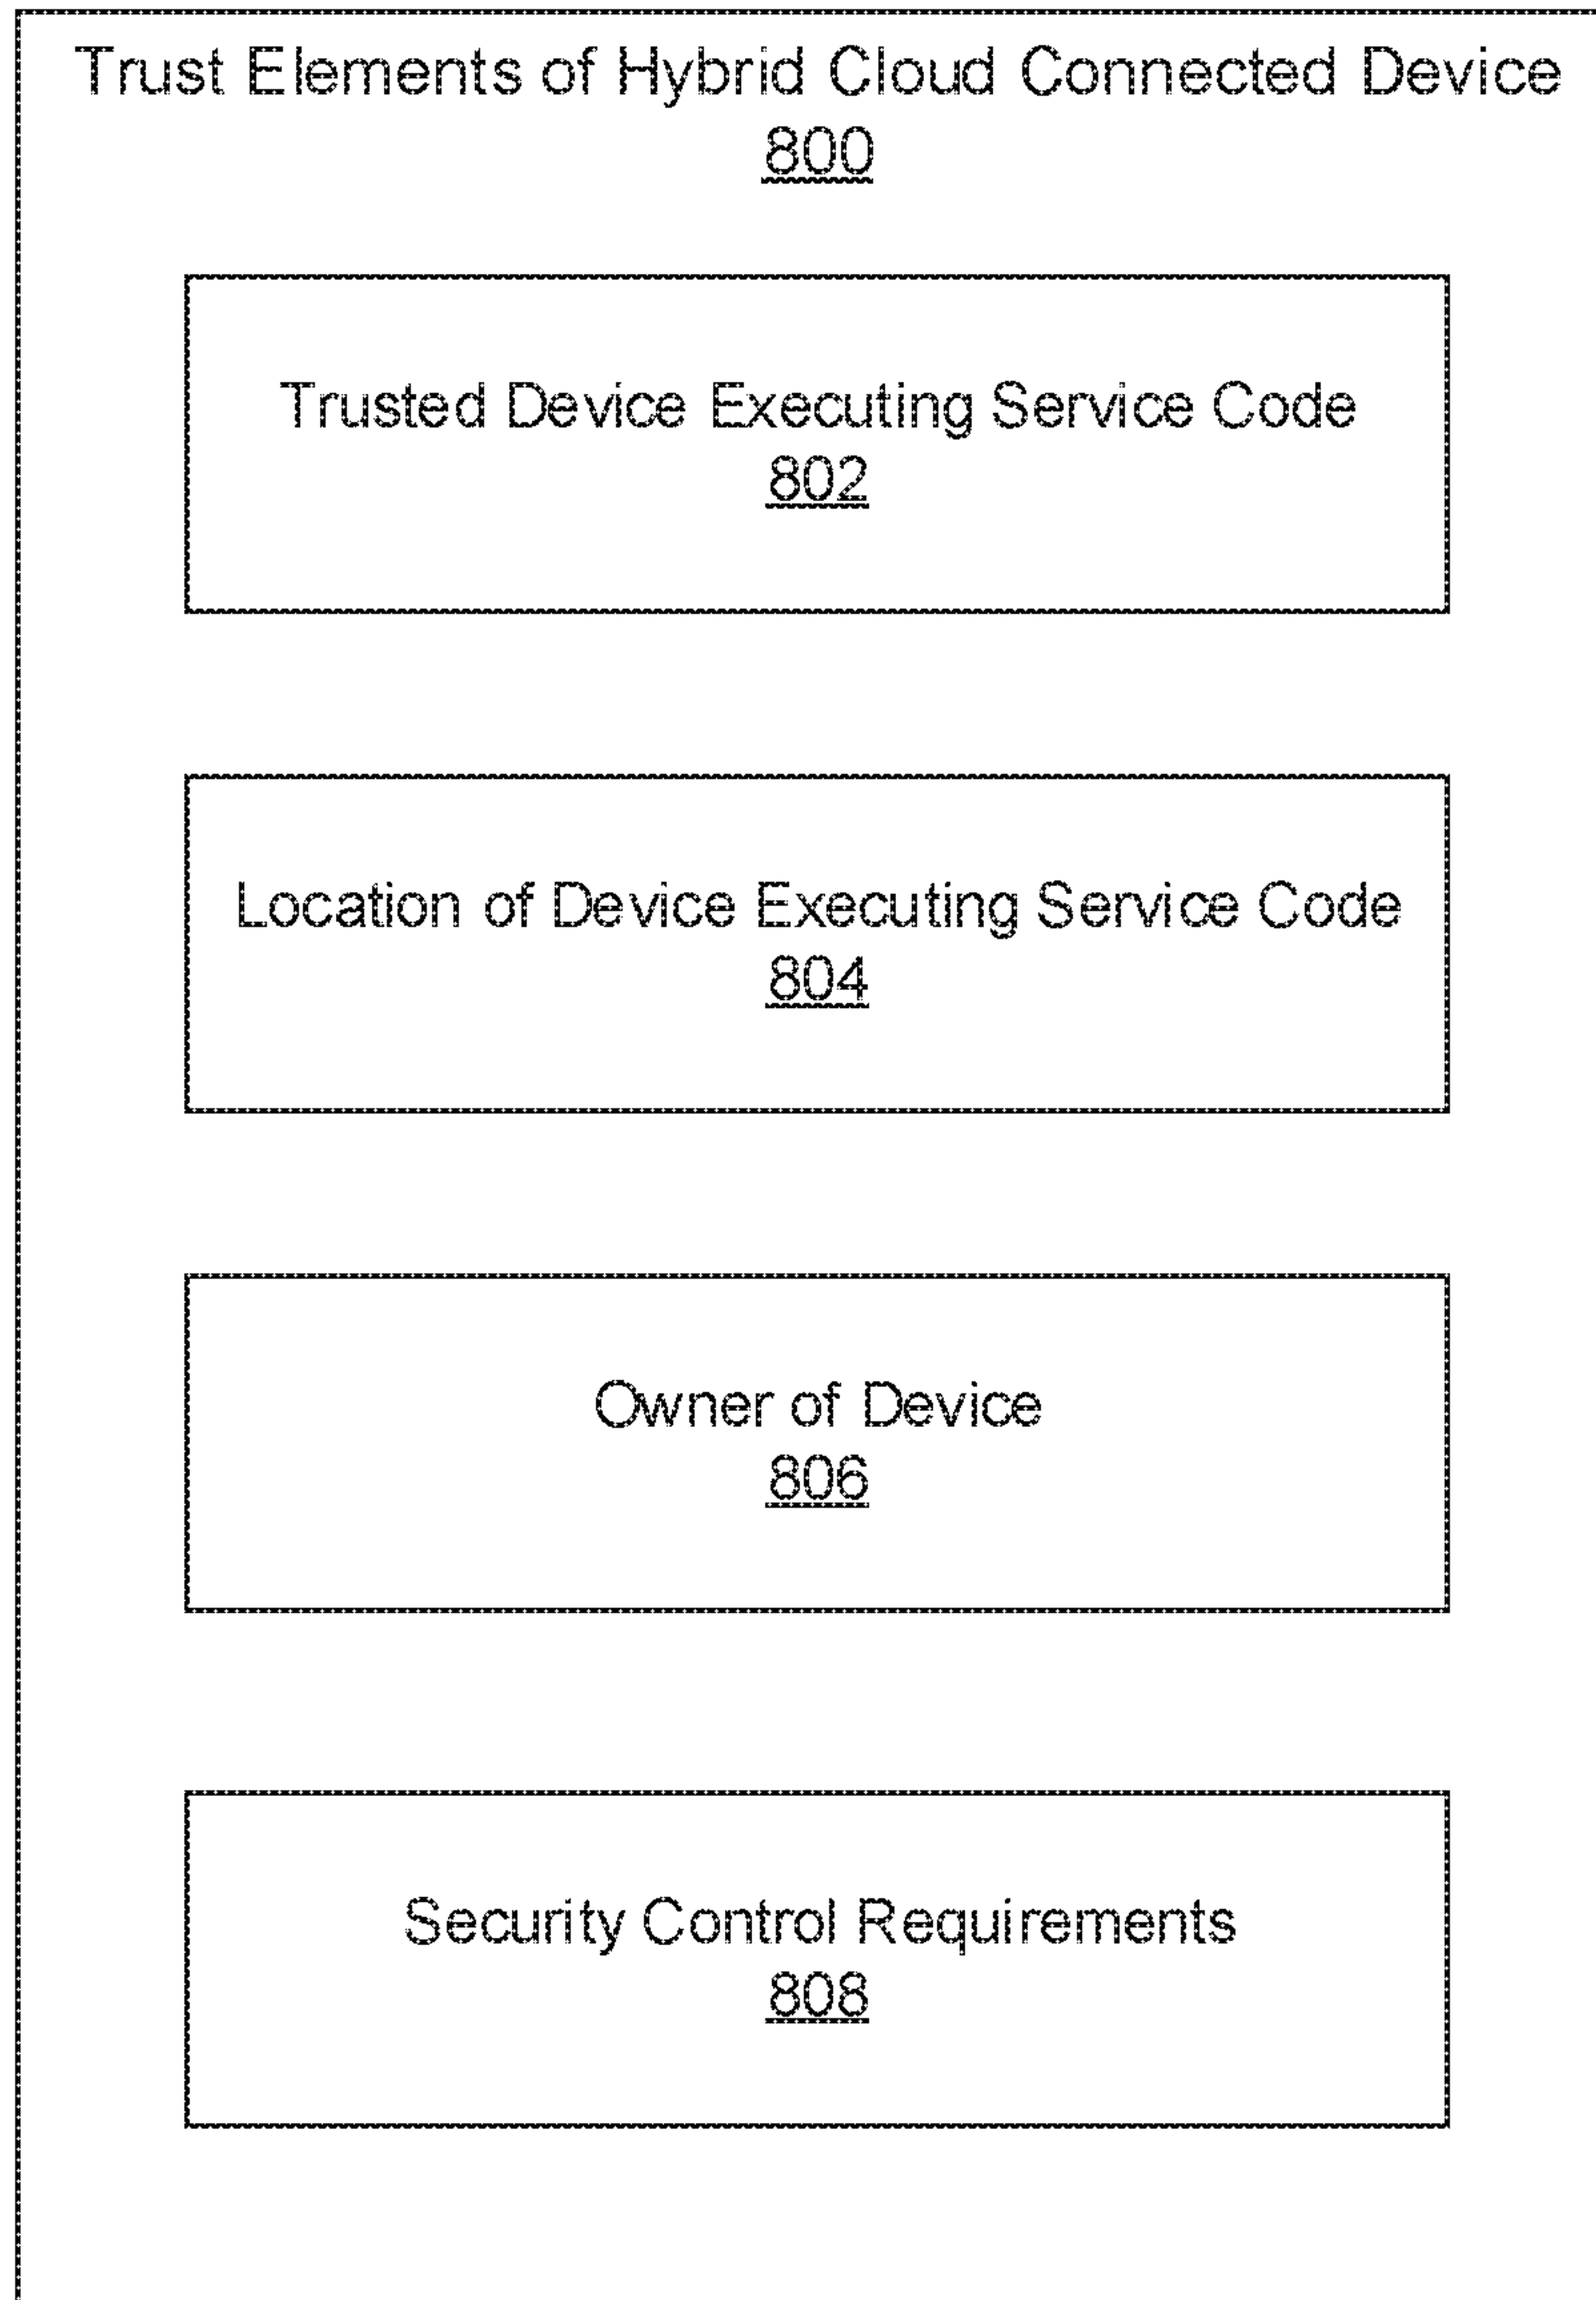 Trust Elements of Hybrid Cloud Connected Device
800
Trusted Device Executing Service Code
802
Location of Device Executing Service Code
804
Owner of Device
806
Security Control Requirements
808